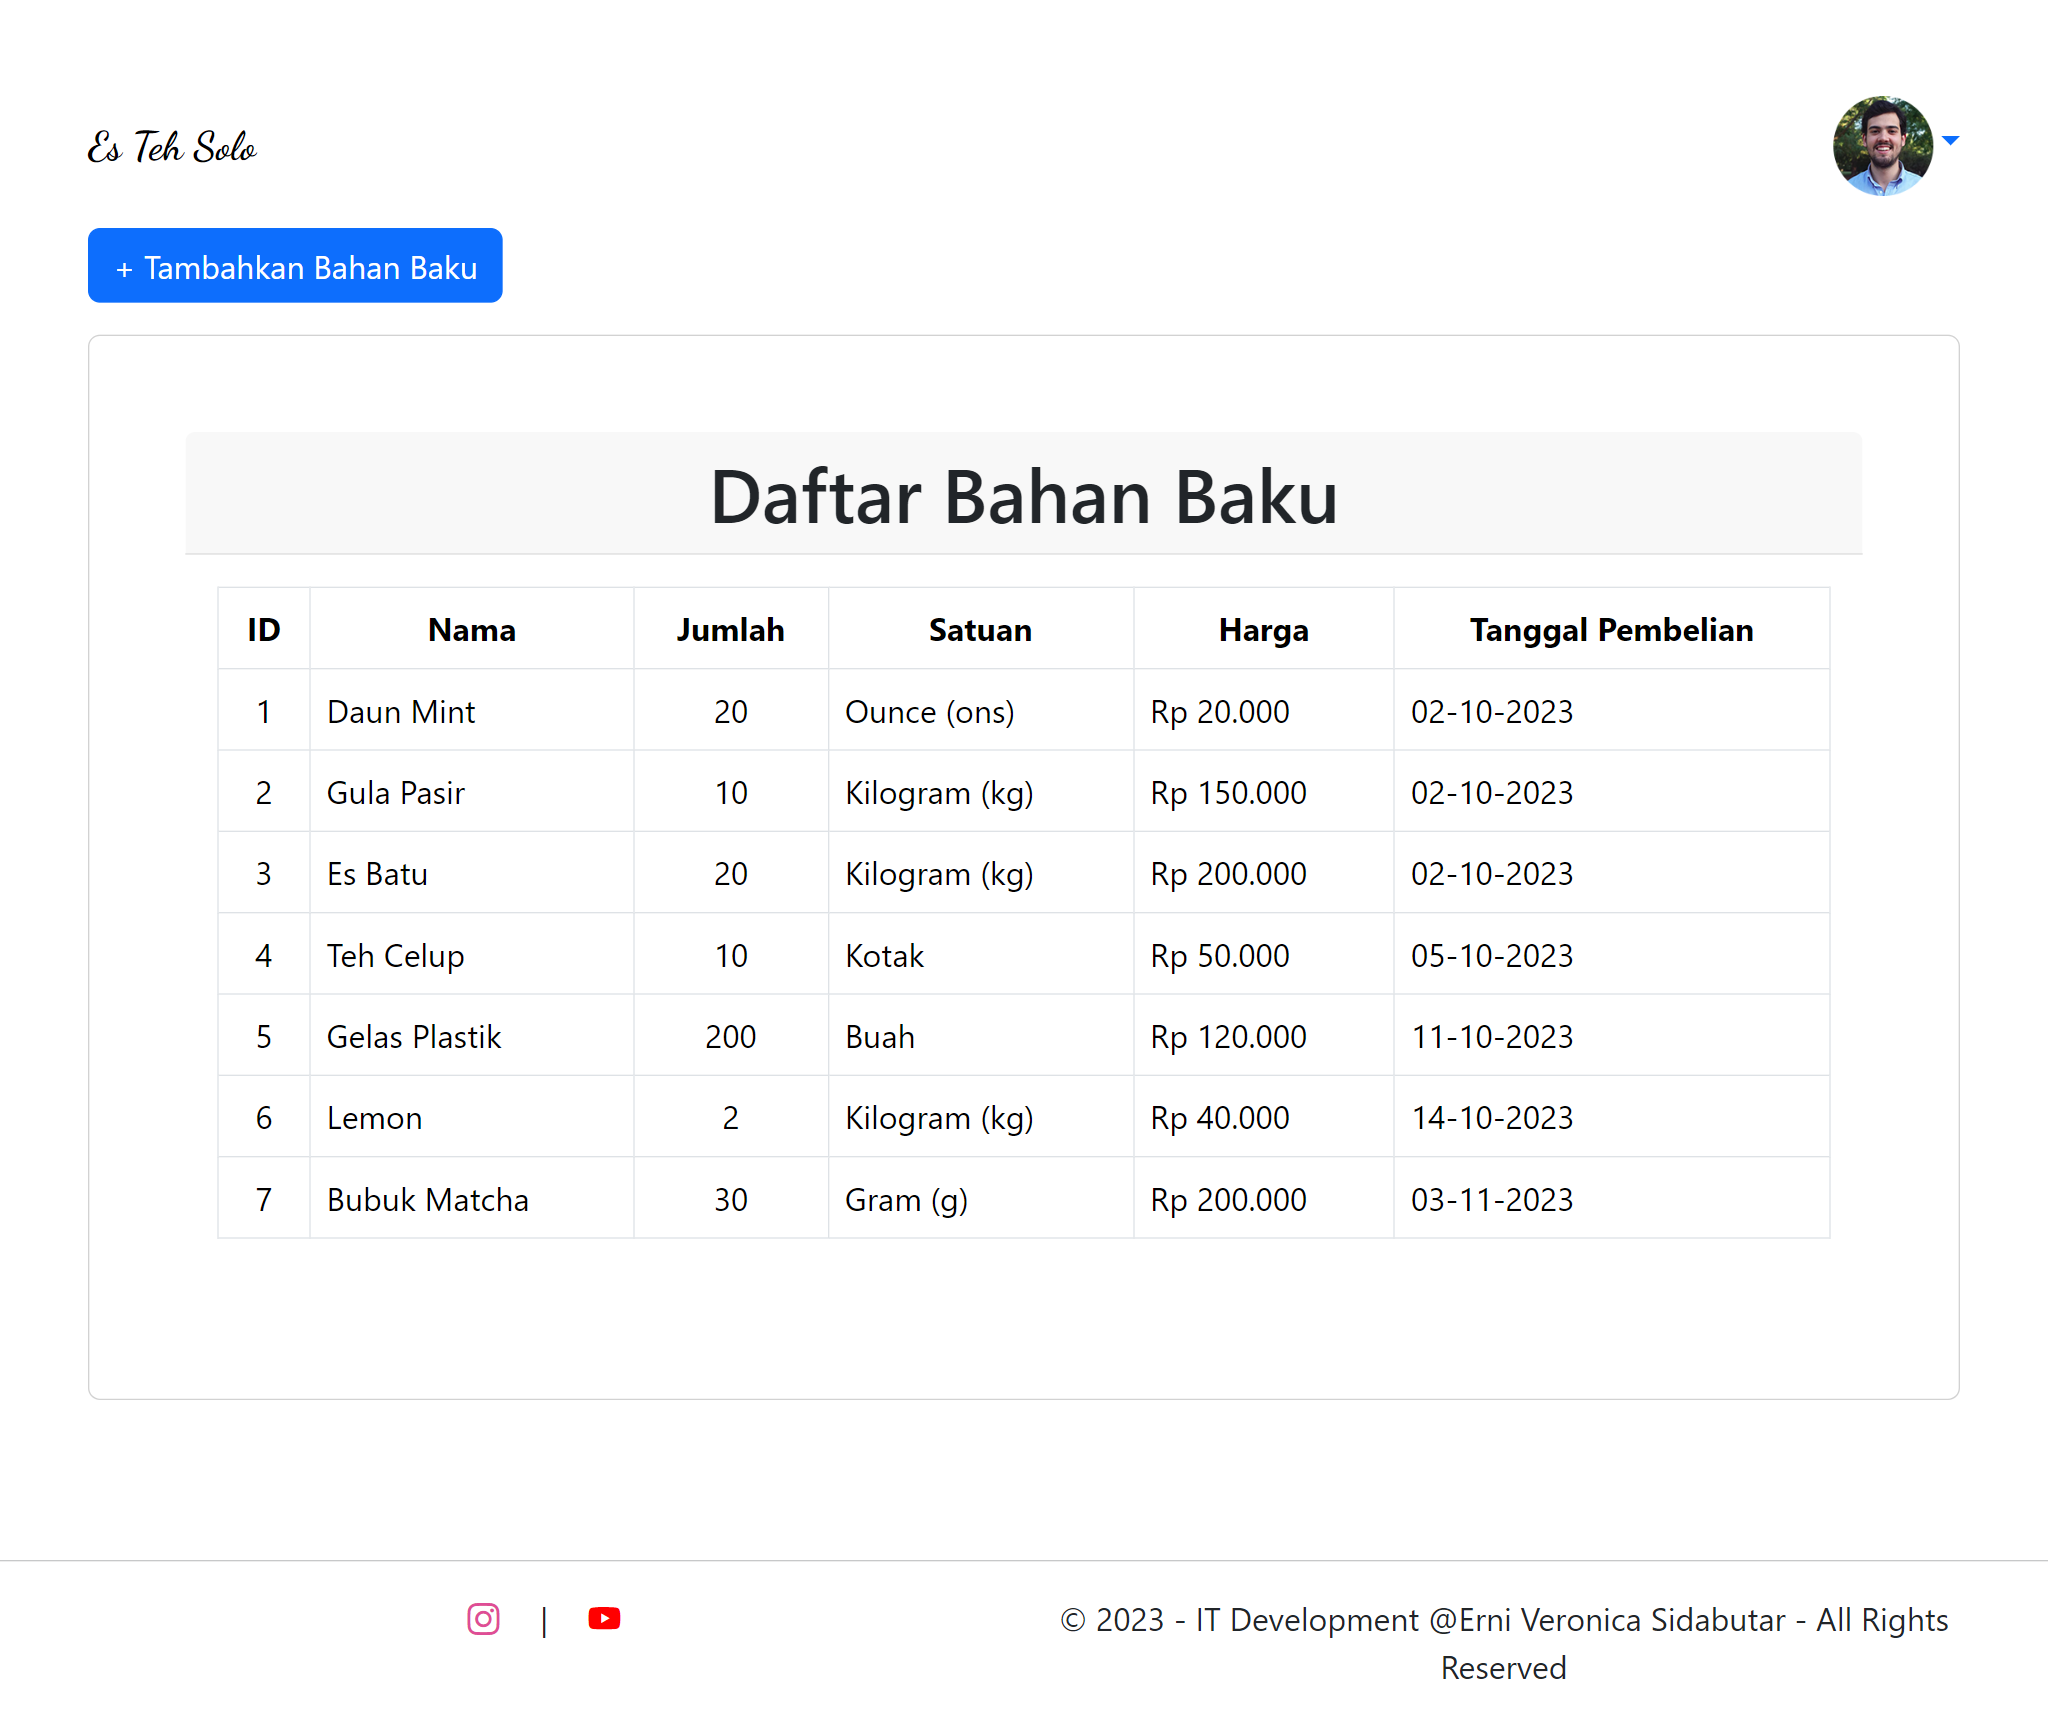 Es Teh Solo
+ Tambahkan Bahan Baku
Daftar Bahan Baku
ID Nama Jumlah Satuan Harga Tanggal Pembelian
1 Daun Mint 20 Ounce (ons) Rp 20.000 02-10-2023
2 Gula Pasir 10 Kilogram (kg) Rp 150.000 02-10-2023
3 Es Batu 20 Kilogram (kg) Rp 200.000 02-10-2023
4 Teh Celup 10 Kotak Rp 50.000 05-10-2023
5 Gelas Plastik 200 Buah Rp 120.000 11-10-2023
6 Lemon 2 Kilogram (kg) Rp 40.000 14-10-2023
7 Bubuk Matcha 30 Gram (g) Rp 200.000 03-11-2023
|
© 2023 - IT Development @Erni Veronica Sidabutar - All Rights
Reserved